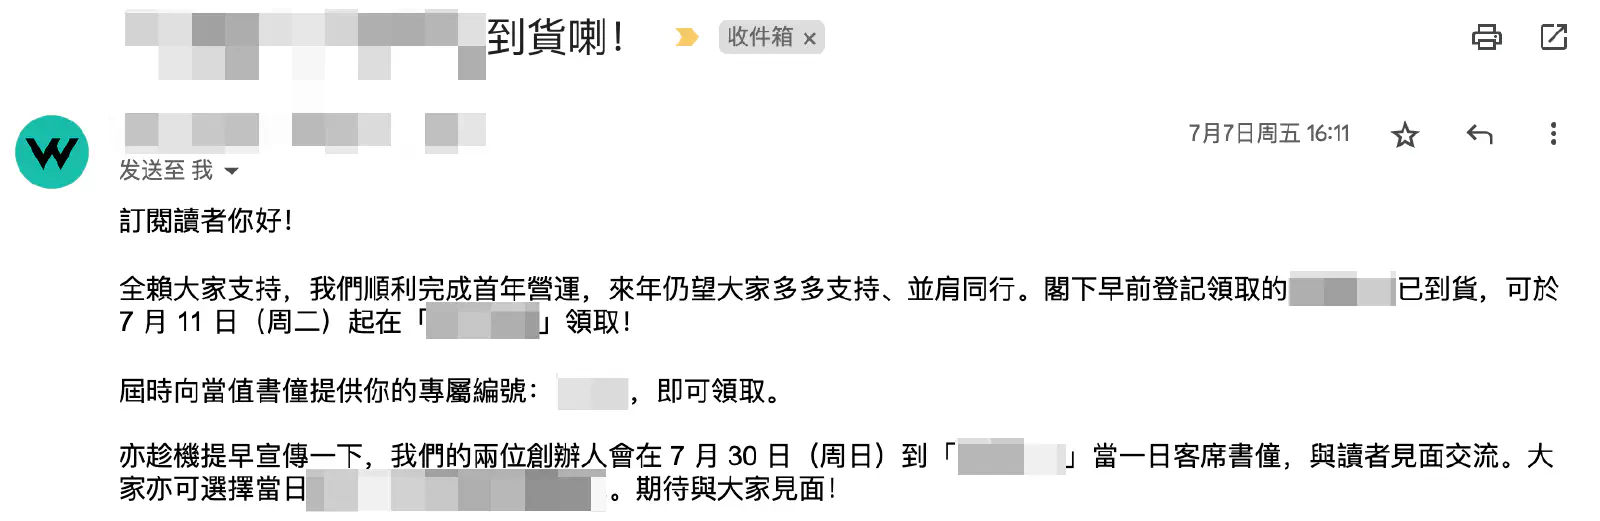 到貨喇！ 收件箱 ×
7月7日周五 16:11
发送至 我
訂閱讀者你好！
全賴大家支持，我們順利完成首年營運，來年仍望大家多多支持、並肩同行。閣下早前登記領取的已到貨，可於
7 月 11 日（周二）起在「」領取！
屆時向當值書僮提供你的專屬編號：，即可領取。
亦趁機提早宣傳一下，我們的兩位創辦人會在 7 月 30 日（周日）到「」當一日客席書僮，與讀者見面交流。大
家亦可選擇當日。期待與大家見面！